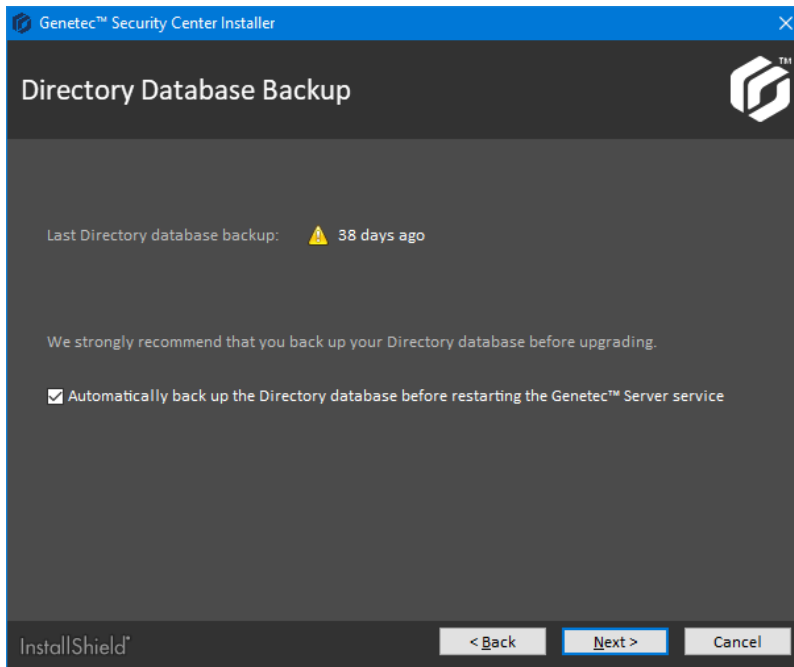 Genetec™ Security Center Installer
Directory Database Backup
TM
Last Directory database backup: 38 days ago
We strongly recommend that you back up your Directory database before upgrading.
Automatically back up the Directory database before restarting the Genetec™ Server service
InstallShield
< Back Next > Cancel